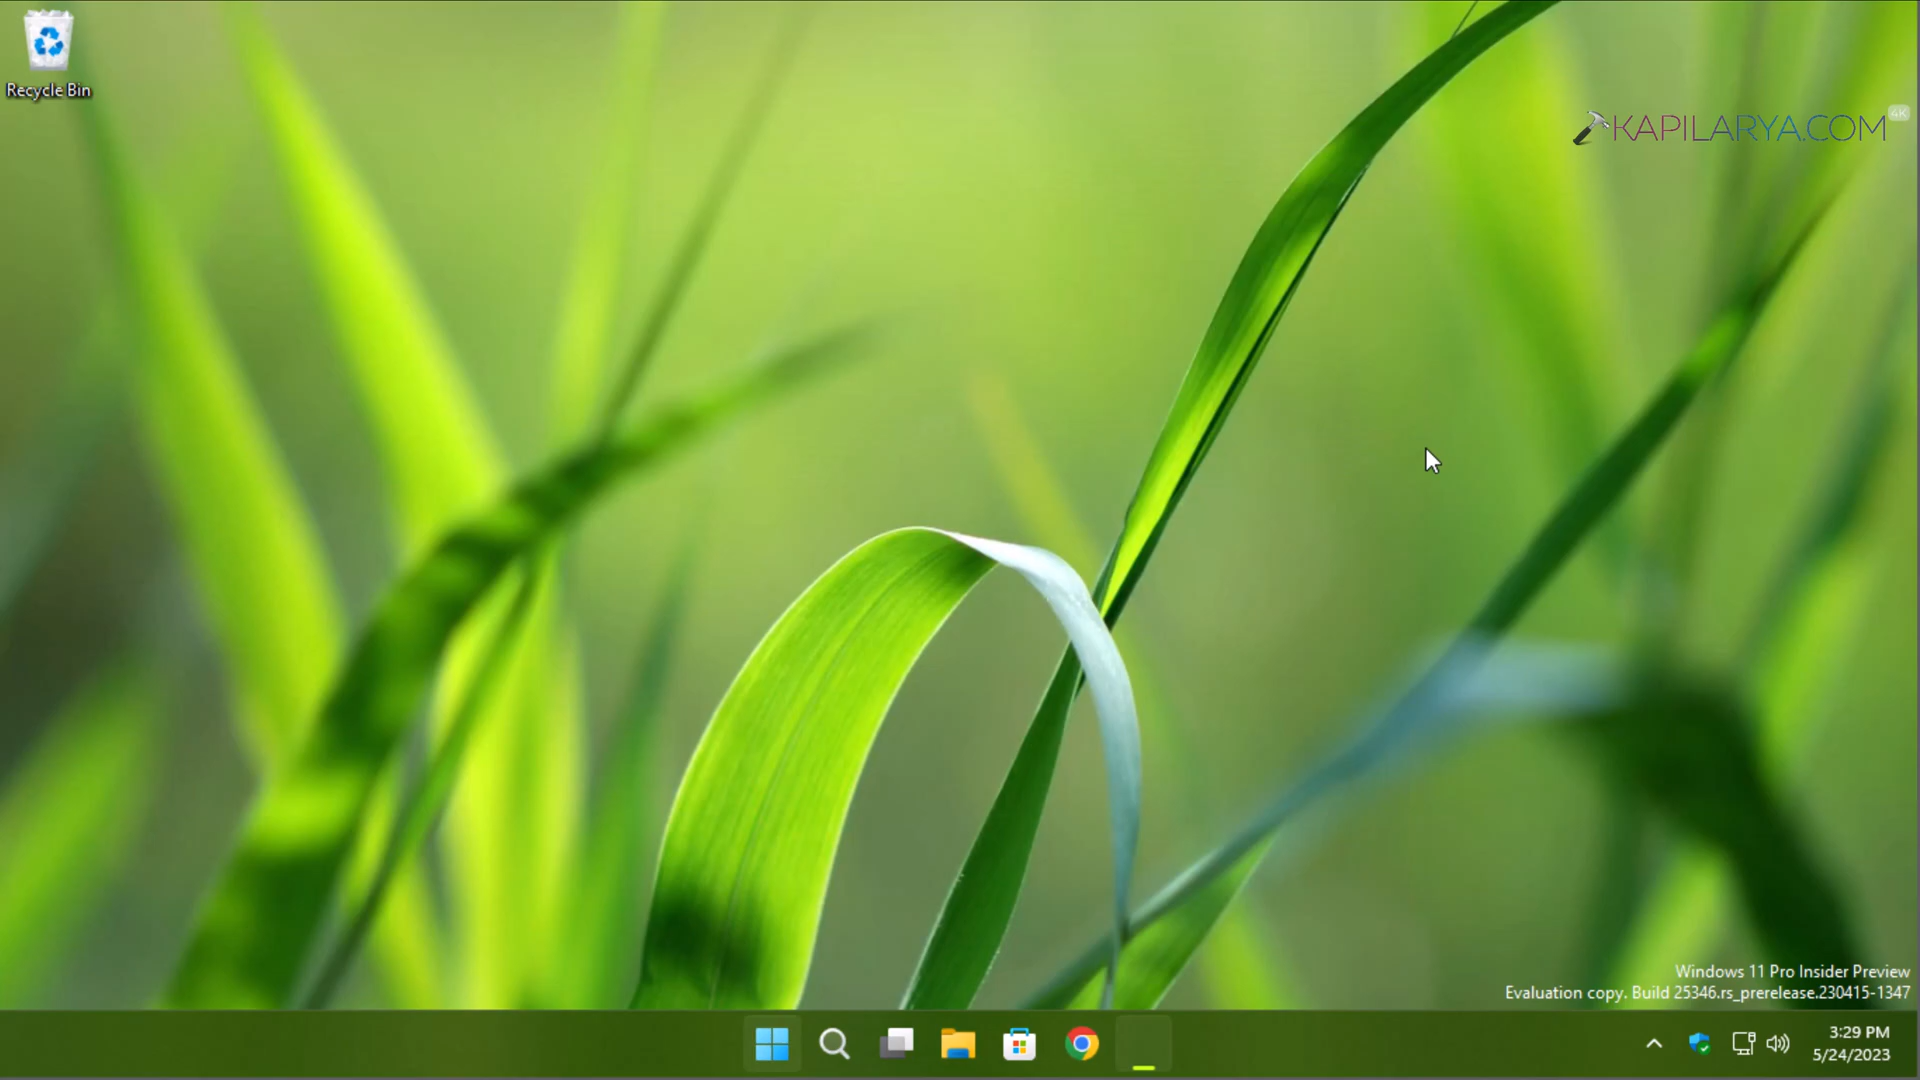 Recycle Bin
KAPILARYA.COM
4K
Windows 11 Pro Insider Preview
Evaluation copy. Build 25346.rs_prerelease.230415-1347
3:29 PM
5/24/2023